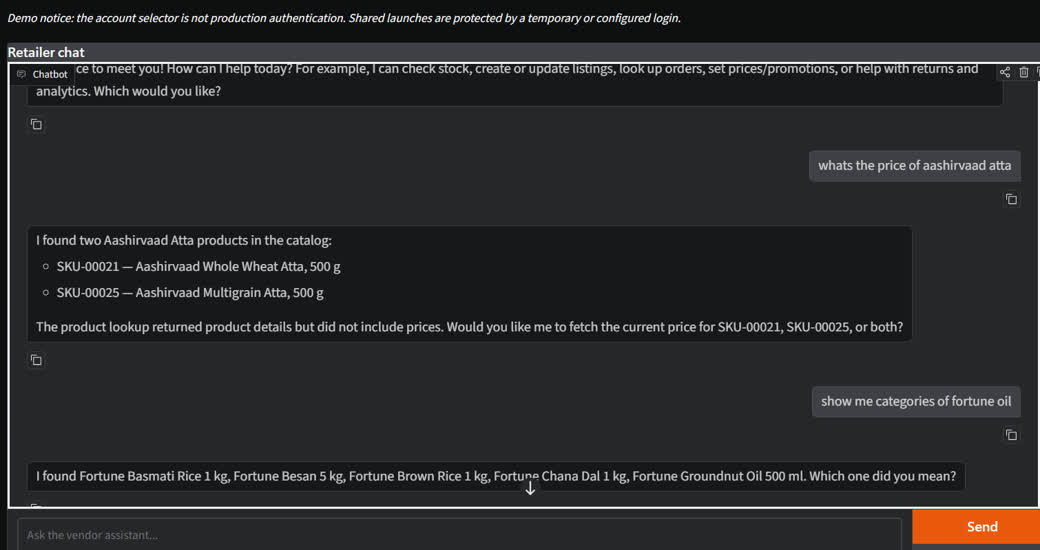 Demo notice: the account selector is not production authentication. Shared launches are protected by a temporary or configured login.
Retailer chat
Chatbot
ce to meet you! How can I help today? For example, I can check stock, create or update listings, look up orders, set prices/promotions, or help with returns and
analytics. Which would you like?
whats the price of aashirvaad atta
I found two Aashirvaad Atta products in the catalog:
SKU-00021 — Aashirvaad Whole Wheat Atta, 500 g
SKU-00025 — Aashirvaad Multigrain Atta, 500 g
The product lookup returned product details but did not include prices. Would you like me to fetch the current price for SKU-00021, SKU-00025, or both?
show me categories of fortune oil
I found Fortune Basmati Rice 1 kg, Fortune Besan 5 kg, Fortune Brown Rice 1 kg, Fortune Chana Dal 1 kg, Fortune Groundnut Oil 500 ml. Which one did you mean?
Ask the vendor assistant...
Send